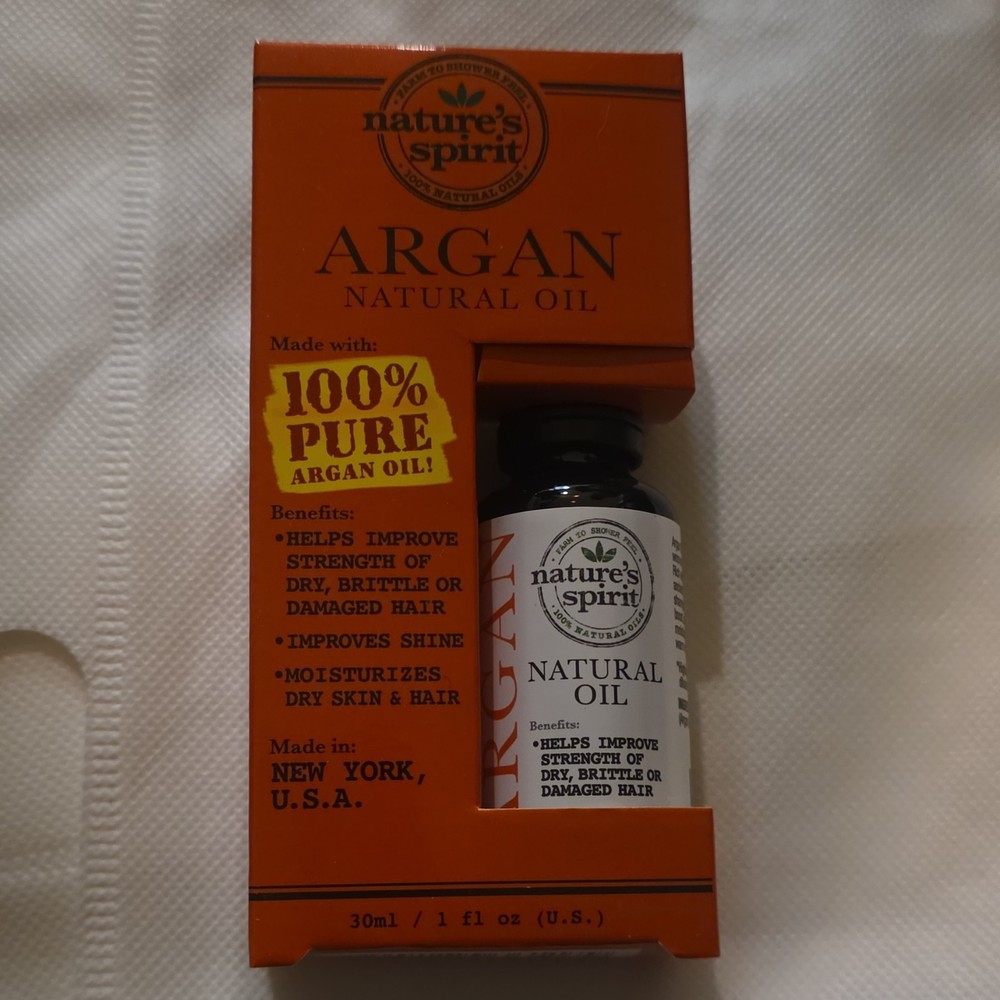 FARM TO SHOWER FEEL
nature's
spirit
100% NATURAL OILS
ARGAN
NATURAL OIL
Made with:
100%
PURE
ARGAN OIL!
Benefits:
•HELPS IMPROVE
STRENGTH OF
DRY, BRITTLE OR
DAMAGED HAIR
•IMPROVES SHINE
•MOISTURIZES
DRY SKIN & HAIR
Made in:
NEW YORK,
U.S.A.
30ml / 1 fl oz (U.S.)
ARGAN
FARM TO SHOWER FEEL
nature's
spirit
100% NATURAL OILS
NATURAL
OIL
Benefits:
•HELPS IMPROVE
STRENGTH OF
DRY, BRITTLE OR
DAMAGED HAIR